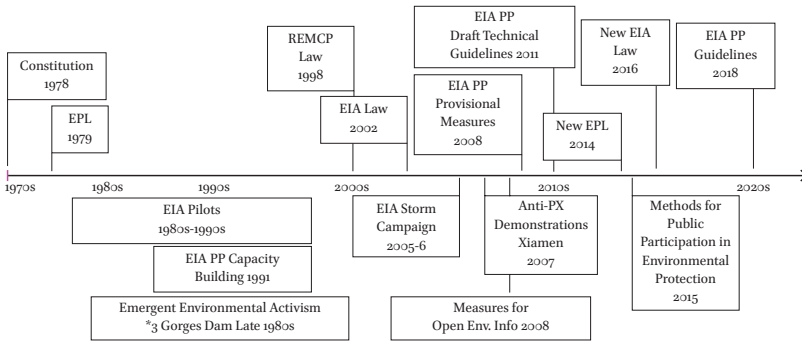 Constitution
1978
EPL
1979
REMCP
Law
1998
EIA Law
2002
EIA PP
Draft Technical
Guidelines 2011
EIA PP
Provisional
Measures
2008
New EIA
Law
2016
New EPL
2014
EIA PP
Guidelines
2018
1970s
1980s
1990s
2000s
2010s
2020s
EIA Pilots
1980s-1990s
EIA PP Capacity
Building 1991
Emergent Environmental Activism
*3 Gorges Dam Late 1980s
EIA Storm
Campaign
2005-6
Anti-PX
Demonstrations
Xiamen
2007
Measures for
Open Env. Info 2008
Methods for
Public
Participation in
Environmental
Protection
2015